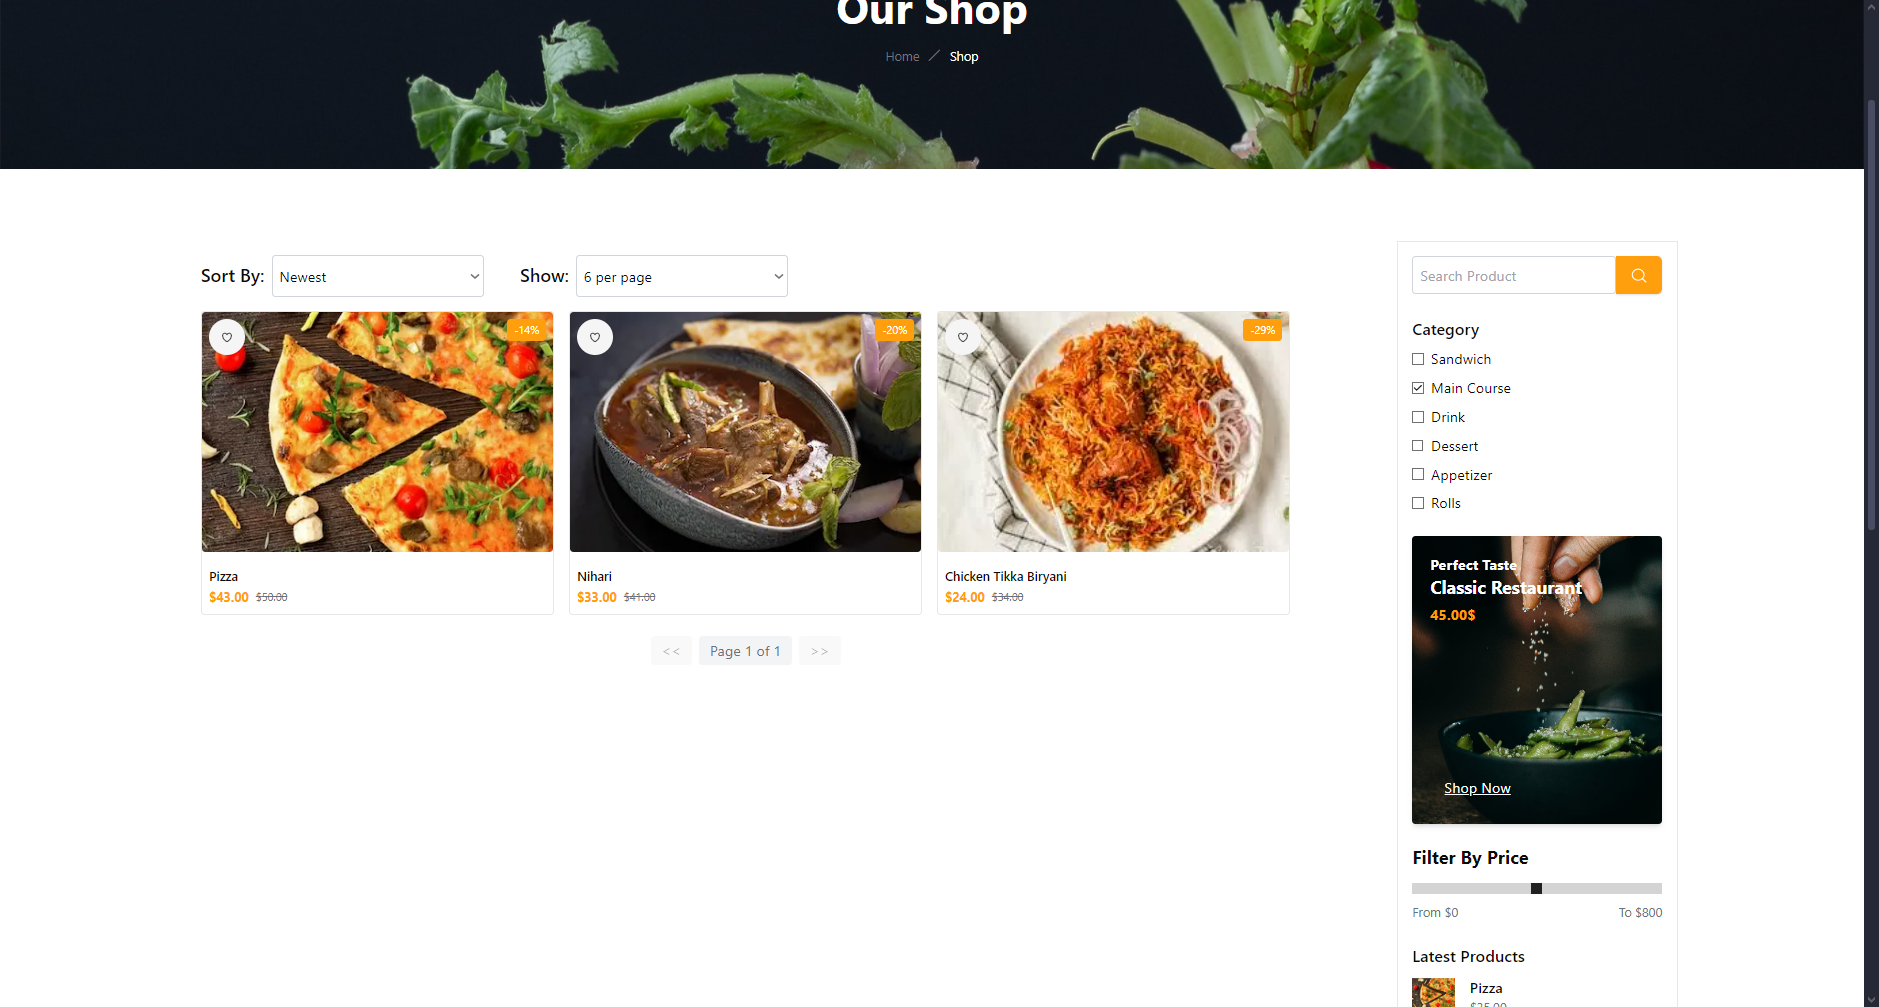 Our Shop
Home / Shop
Sort By: Newest Show: 6 per page
-14%
Pizza
$43.00 $50.00
-20%
Nihari
$33.00 $41.00
-29%
Chicken Tikka Biryani
$24.00 $34.00
<< Page 1 of 1 >>
Search Product
Category
Sandwich
Main Course
Drink
Dessert
Appetizer
Rolls
Perfect Taste
Classic Restaurant
45.00$
Shop Now
Filter By Price
From $0 To $800
Latest Products
Pizza